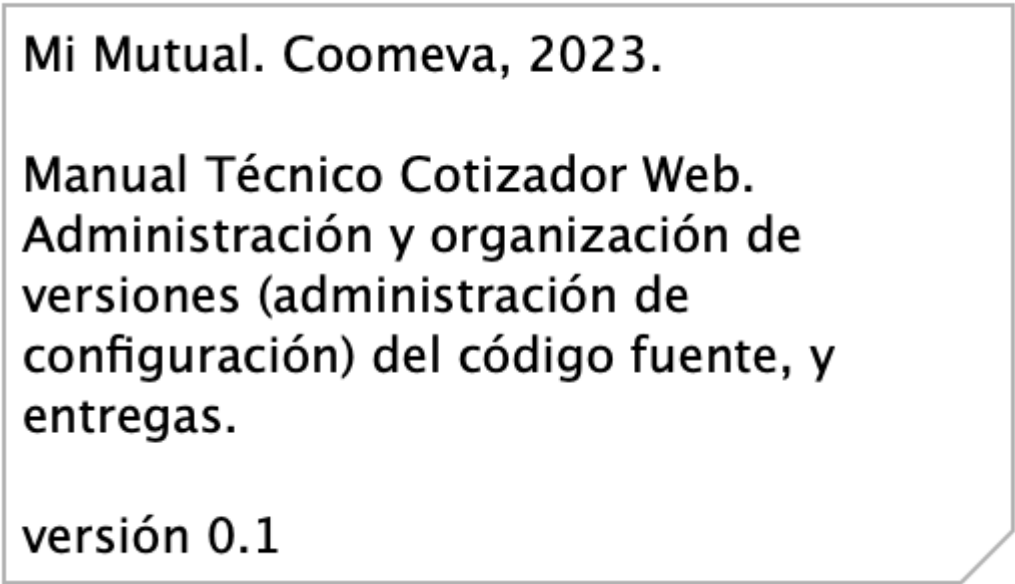 Mi Mutual. Coomeva, 2023.
Manual Técnico Cotizador Web.
Administración y organización de
versiones (administración de
configuración) del código fuente, y
entregas.
versión 0.1